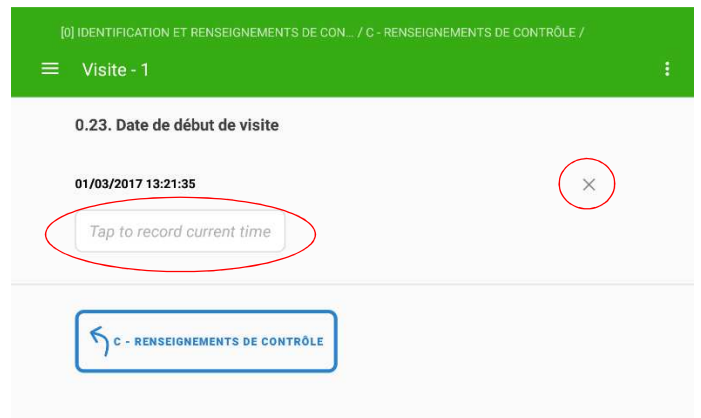 [0] IDENTIFICATION ET RENSEIGNEMENTS DE CON... / C - RENSEIGNEMENTS DE CONTRÔLE /
Visite - 1
0.23. Date de début de visite
01/03/2017 13:21:35
Tap to record current time
C - RENSEIGNEMENTS DE CONTRÔLE